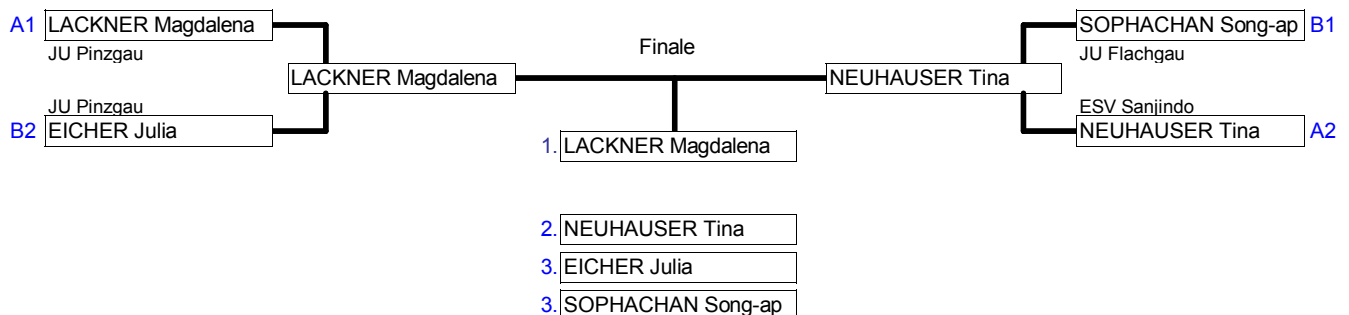 A1 LACKNER Magdalena
JU Pinzgau
SOPHACHAN Song-ap B1
JU Flachgau
Finale
LACKNER Magdalena
NEUHAUSER Tina
JU Pinzgau
B2 EICHER Julia
ESV Sanjindo
NEUHAUSER Tina A2
1. LACKNER Magdalena
2. NEUHAUSER Tina
3. EICHER Julia
3. SOPHACHAN Song-ap